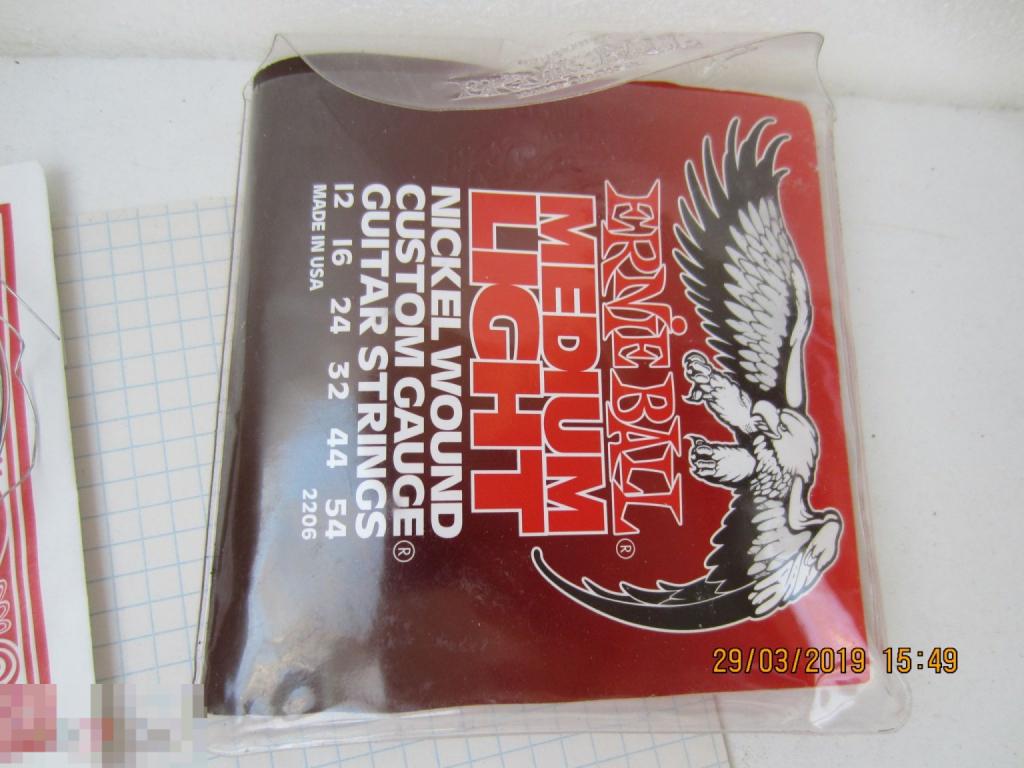 ERNIE BALL®
MEDIUM
LIGHT
NICKEL WOUND
CUSTOM GAUGE®
GUITAR STRINGS
12 16 24 32 44 54
MADE IN USA
2206
29/03/2019 15:49